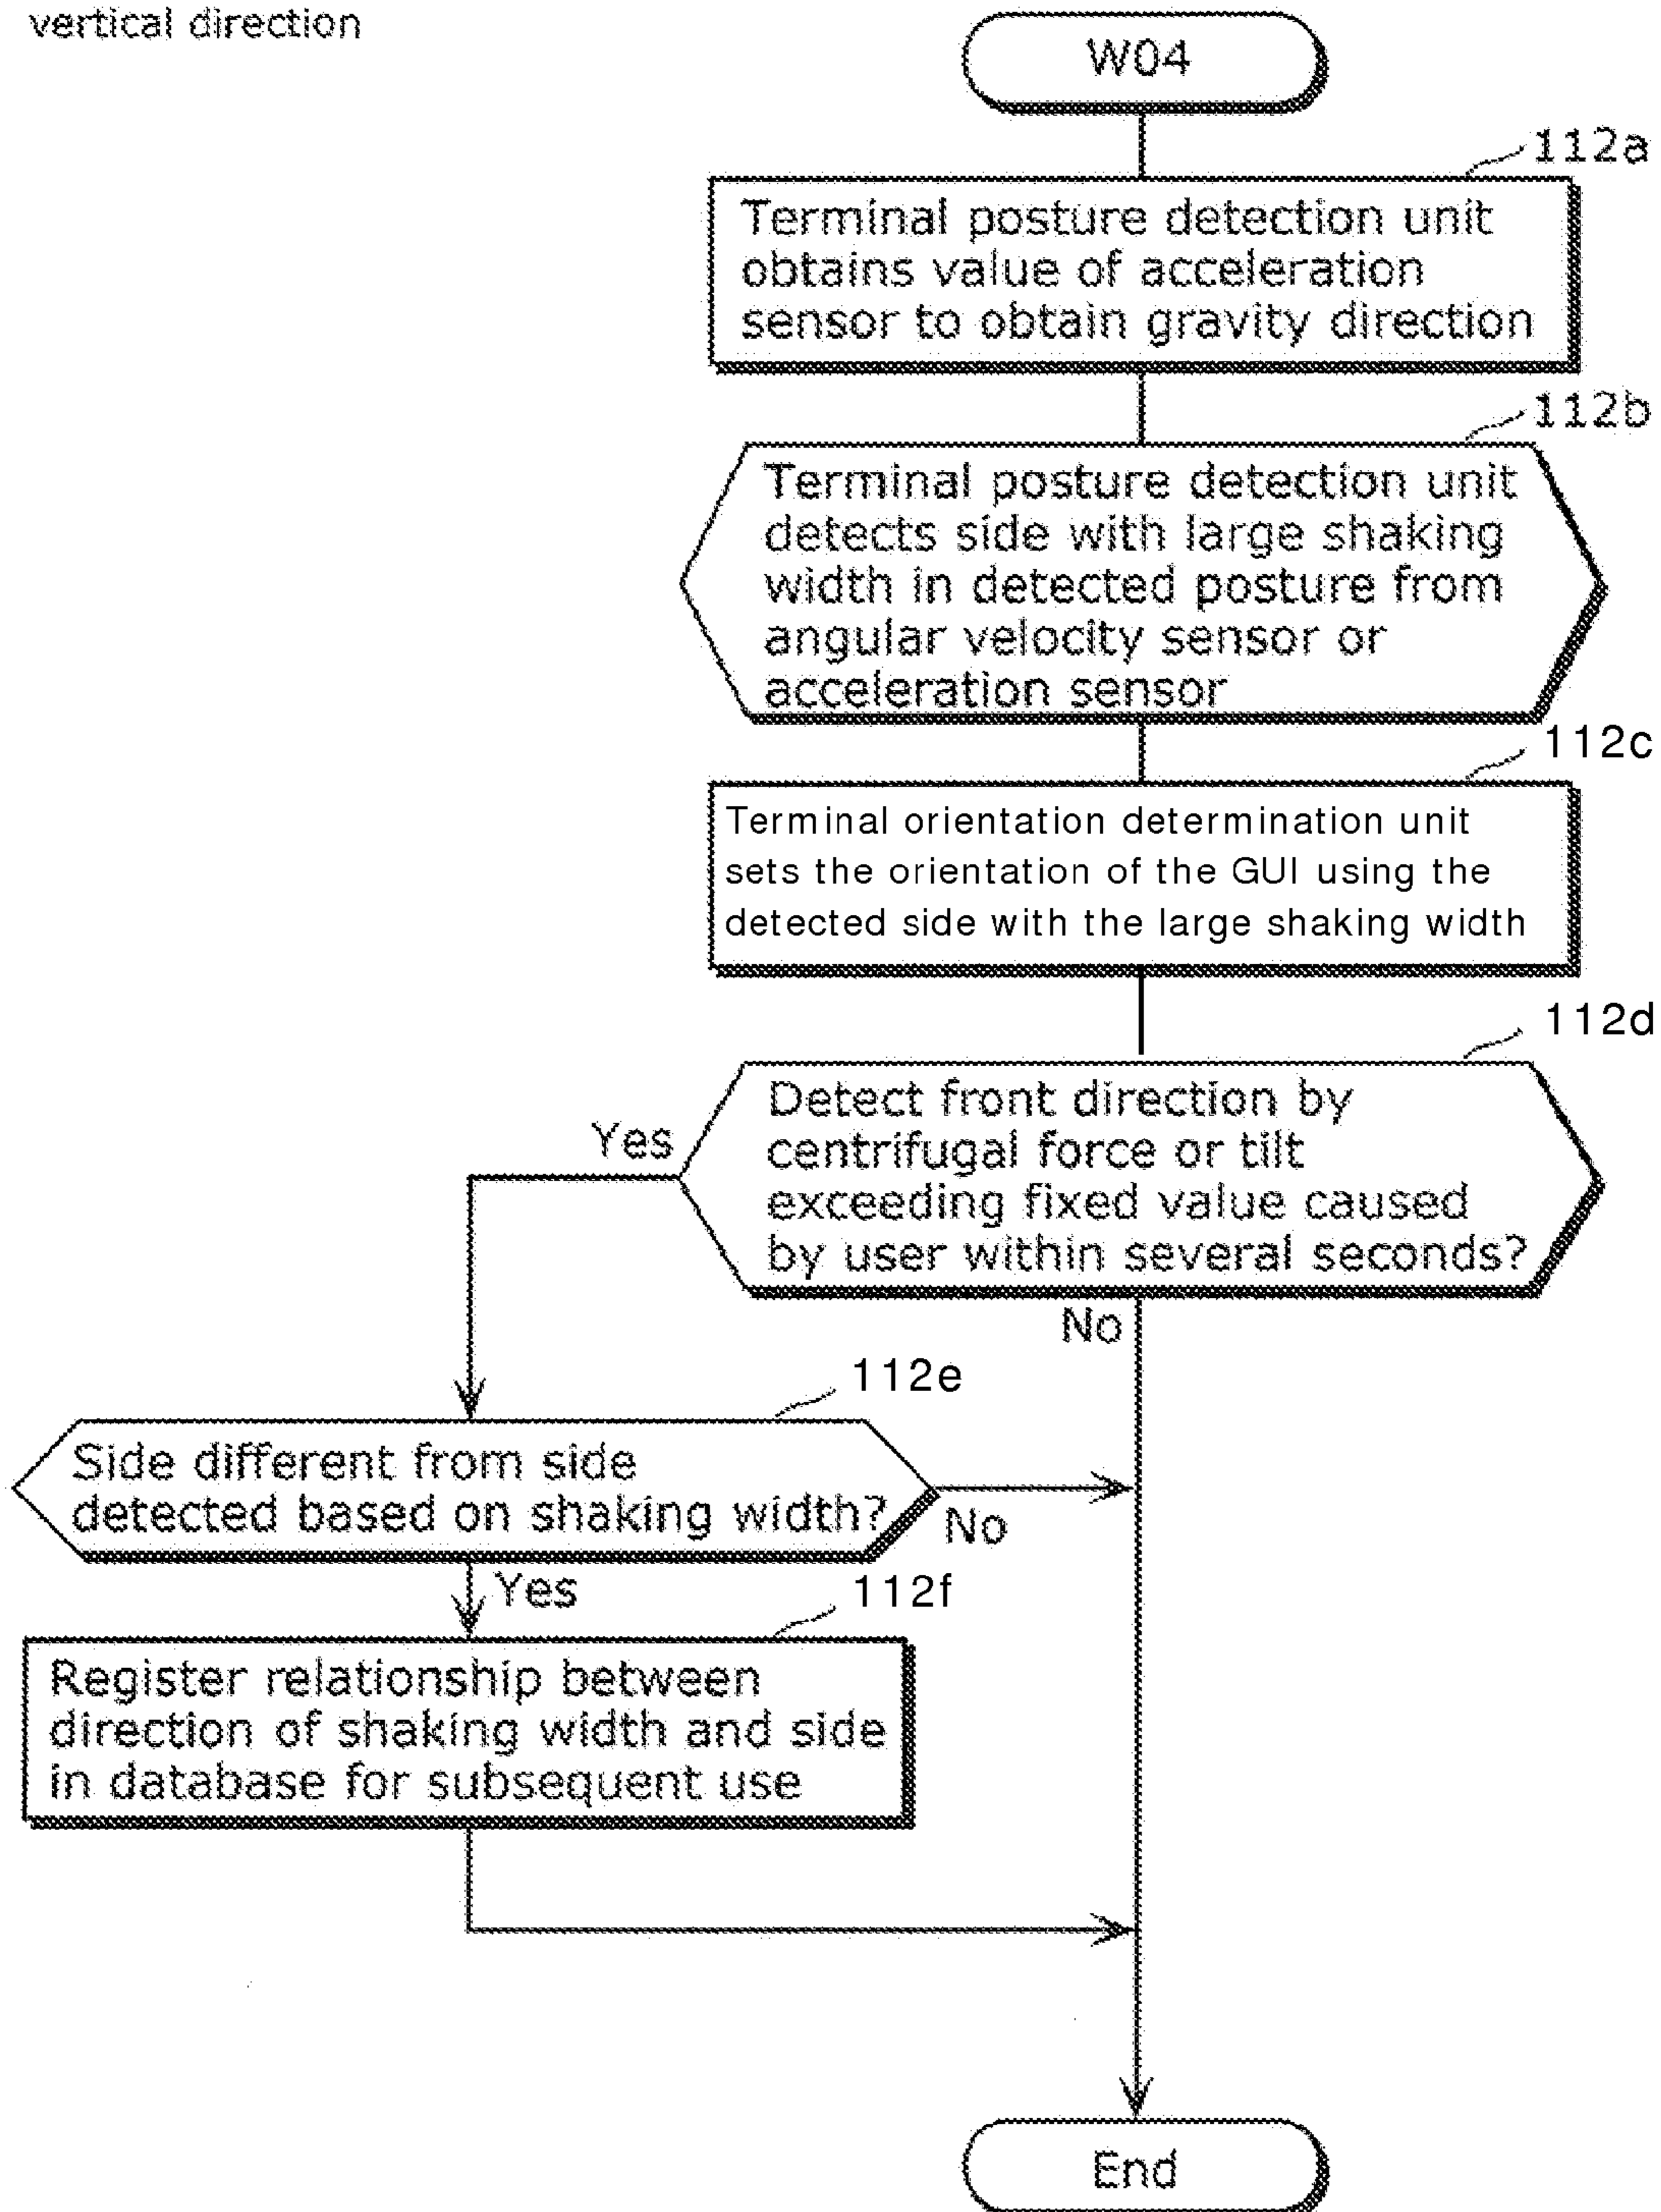 vertical direction
W04
112a
Terminal posture detection unit
obtains value of acceleration
sensor to obtain gravity direction
112b
Terminal posture detection unit
detects side with large shaking
width in detected posture from
angular velocity sensor or
acceleration sensor
112c
Terminal orientation determination unit
sets the orientation of the GUI using the
detected side with the large shaking width
112d
Detect front direction by
centrifugal force or tilt
exceeding fixed value caused
by user within several seconds?
Yes
No
112e
Side different from side
detected based on shaking width?
No
Yes
112f
Register relationship between
direction of shaking width and side
in database for subsequent use
End